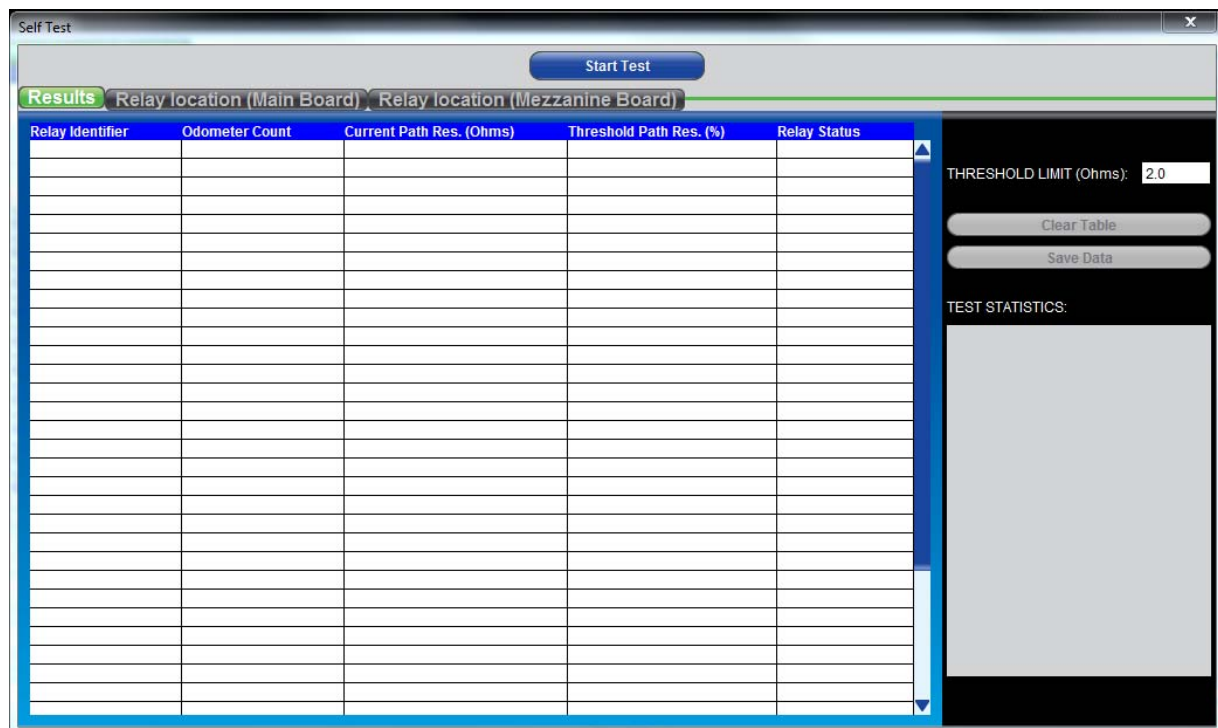 Self Test
x
Start Test
Results Relay location (Main Board) Relay location (Mezzanine Board)
Relay Identifier Odometer Count Current Path Res. (Ohms) Threshold Path Res. (%) Relay Status
THRESHOLD LIMIT (Ohms): 2.0
Clear Table
Save Data
TEST STATISTICS: